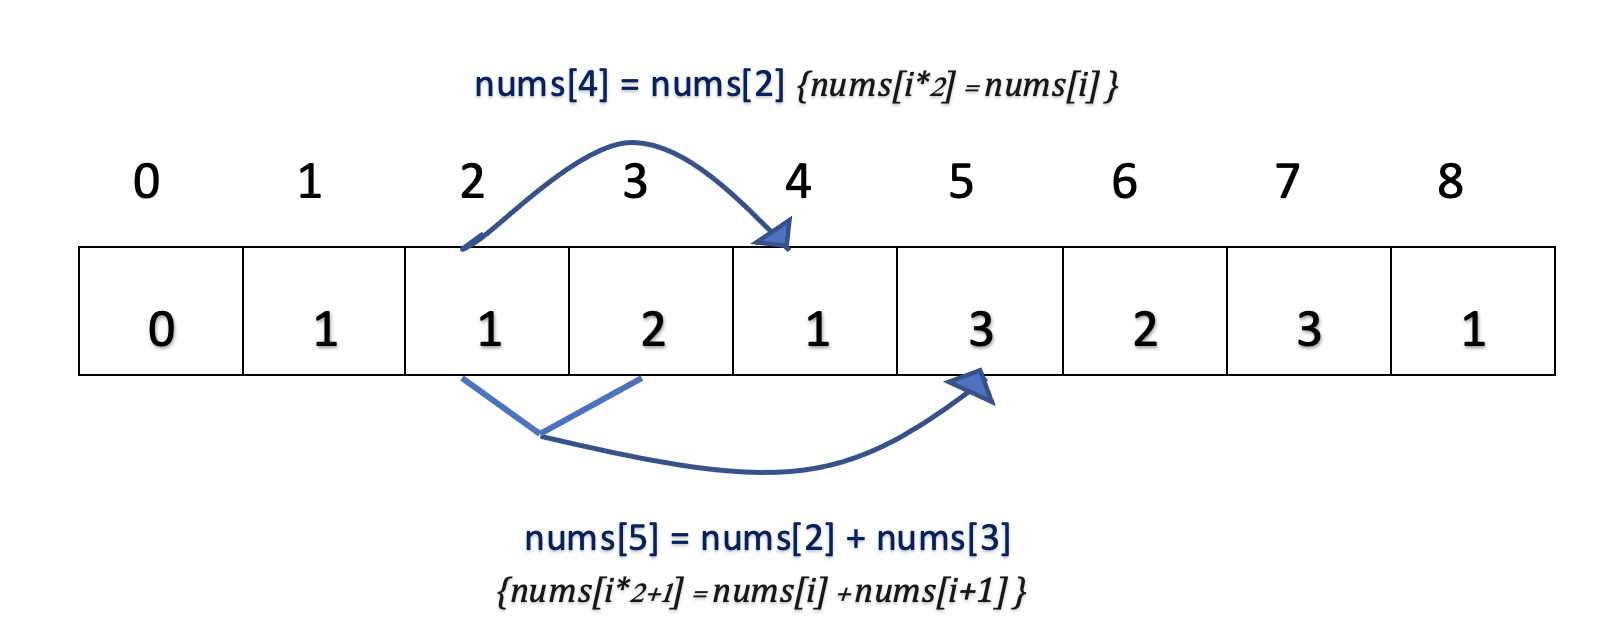 nums[4] = nums[2] {nums[i*2] = nums[i] }
0 1 2 3 4 5 6 7 8
0 1 1 2 1 3 2 3 1
nums[5] = nums[2] + nums[3]
{nums[i*2+1] = nums[i] + nums[i+1] }